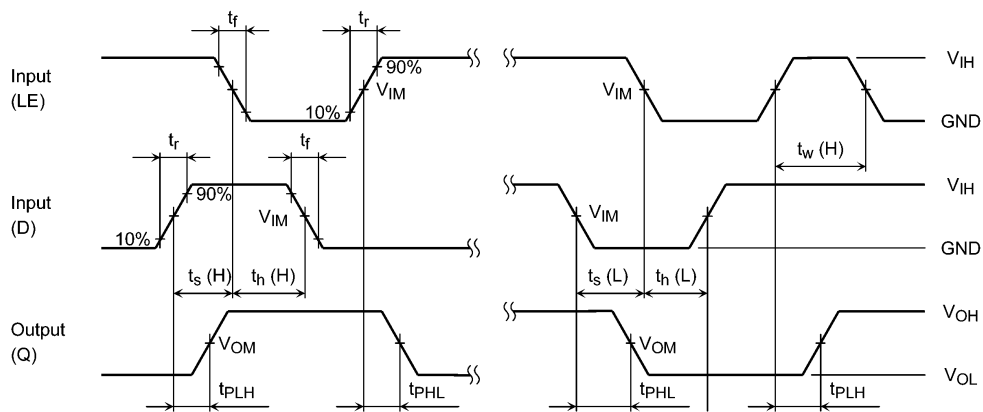 tf
tr
Input
(LE)
90%
VIM
10%
VIM
VIH
GND
tw (H)
tr
tf
Input
(D)
90%
VIM
10%
VIM
VIH
GND
ts (H)
th (H)
ts (L)
th (L)
Output
(Q)
VOM
VOM
VOH
VOL
tPLH
tPHL
tPHL
tPLH